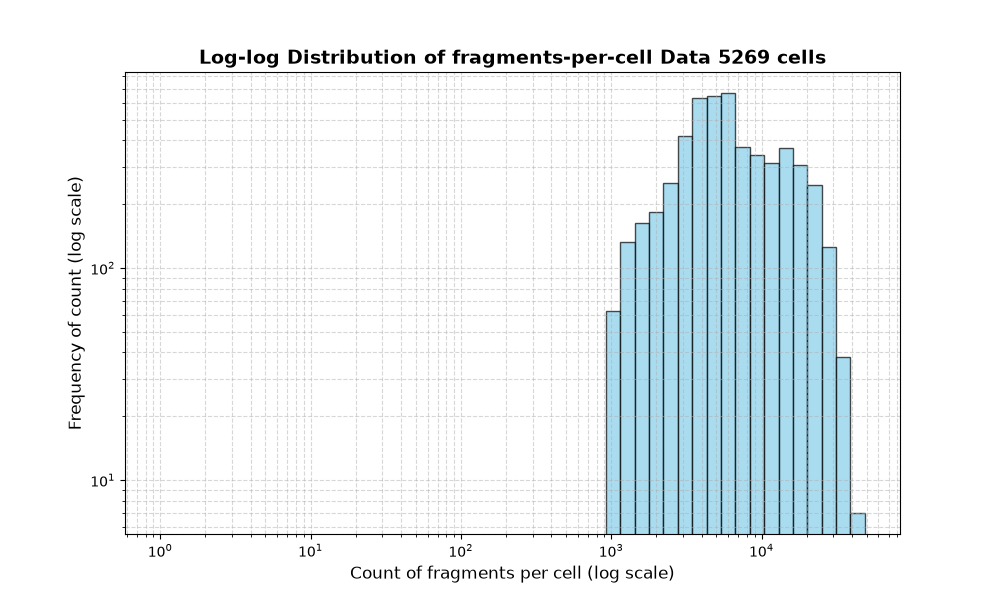 Log-log Distribution of fragments-per-cell Data 5269 cells
Frequency of count (log scale)
10²
10¹
10⁰ 10¹ 10² 10³ 10⁴
Count of fragments per cell (log scale)